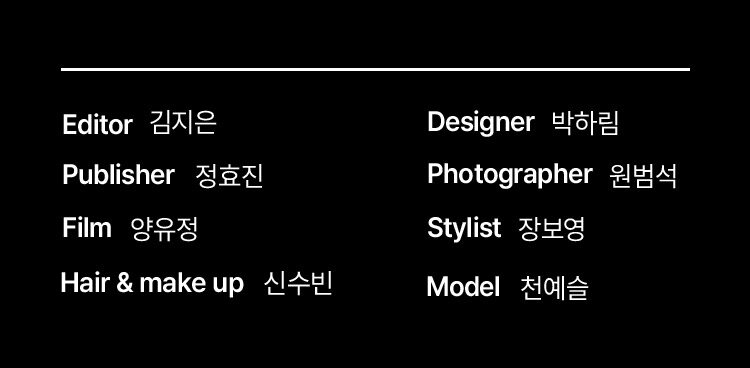 Editor 김지은
Publisher 정효진
Film 양유정
Hair & make up 신수빈
Designer 박하림
Photographer 원범석
Stylist 장보영
Model 천예슬